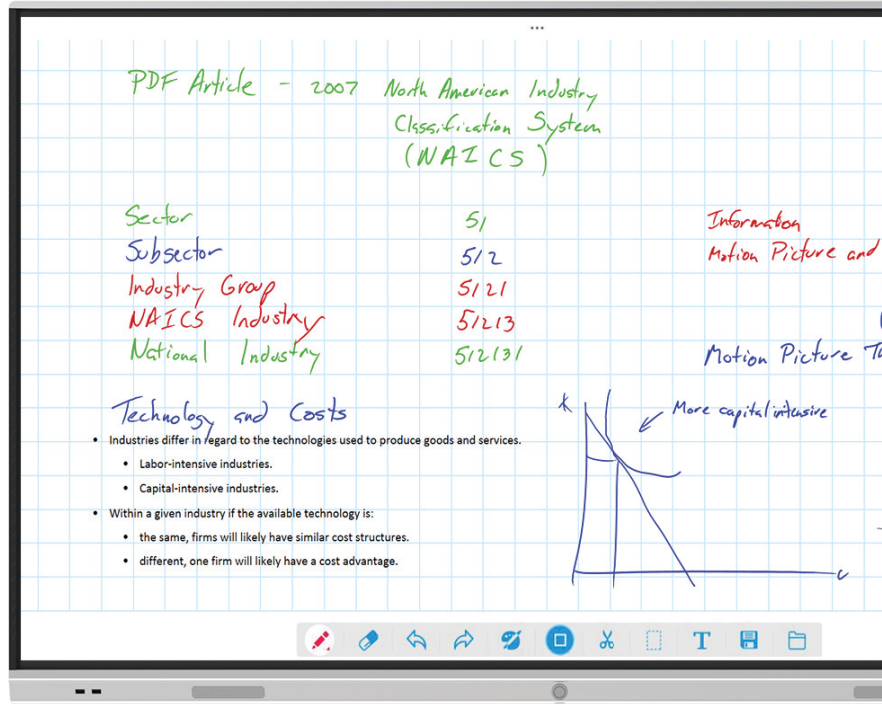 PDF Article - 2007 North American Industry
Classification System
(NAICS)
Sector 51 Information
Subsector 512 Motion Picture and
Industry Group 5121
NAICS Industry 51213
National Industry 512131 Motion Picture
Technology and Costs
K
More capital intensive
• Industries differ in regard to the technologies used to produce goods and services.
• Labor-intensive industries.
• Capital-intensive industries.
• Within a given industry if the available technology is:
• the same, firms will likely have similar cost structures.
• different, one firm will likely have a cost advantage.
T